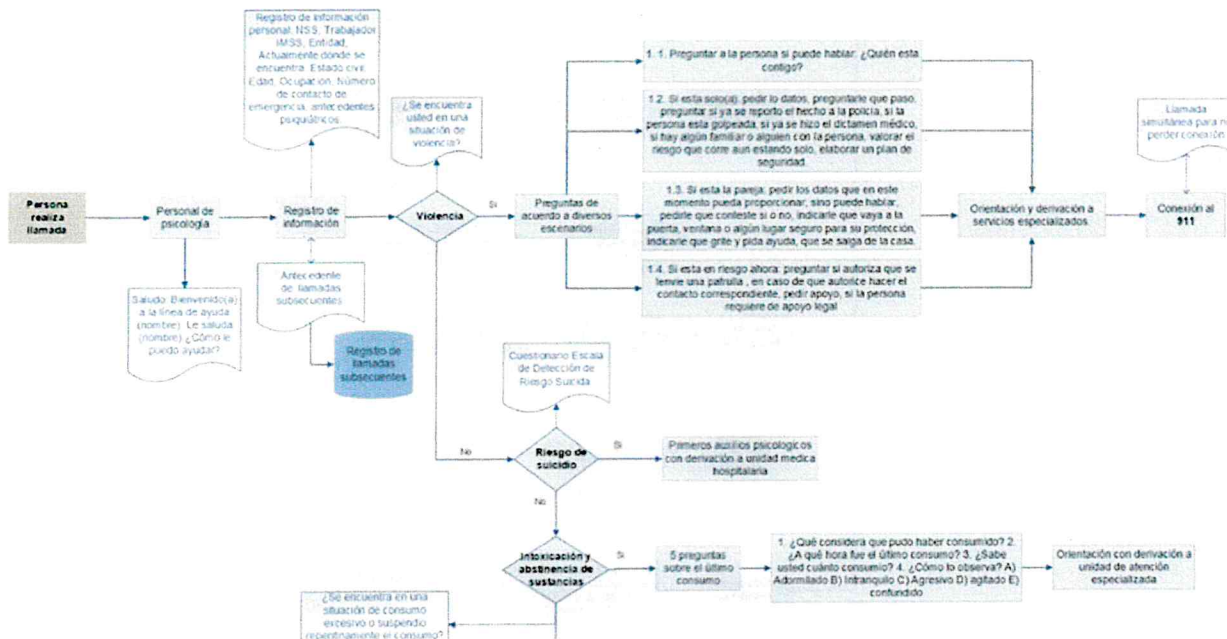 Registro de información
personal: NSS, Trabajador
IMSS, Entidad,
Actualmente donde se
encuentra, Estado civil,
Edad, Ocupación, Número
de contacto de
emergencia, antecedentes
psiquiátricos.
¿Se encuentra
usted en una
situación de
violencia?
1. 1. Preguntar a la persona si puede hablar: ¿Quién esta
contigo?
1.2. Si esta solo(a): pedir lo datos, preguntarle que paso,
preguntar si ya se reporto el hecho a la policía, si la
persona esta golpeada, si ya se hizo el dictamen médico,
si hay algún familiar o alguien con la persona, valorar el
riesgo que corre aun estando solo, elaborar un plan de
seguridad.
Llamada
simultánea para n
perder conexión
Persona
realiza
llamada
Personal de
psicología
Registro de
información
Violencia
Si
Preguntas de
acuerdo a diversos
escenarios
1.3. Si esta la pareja: pedir los datos que en este
momento pueda proporcionar, sino puede hablar,
pedirle que conteste si o no, indicarle que vaya a la
puerta, ventana o algún lugar seguro para su protección,
indicarle que grite y pida ayuda, que se salga de la casa.
Orientación y derivación a
servicios especializados.
Conexión al
911
1.4. Si esta en riesgo ahora: preguntar si autoriza que se
le envie una patrulla , en caso de que autorice hacer el
contacto correspondiente, pedir apoyo, si la persona
requiere de apoyo legal
Saludo: Bienvenido(a)
a la línea de ayuda
(nombre). Le saluda
(nombre) ¿Cómo le
puedo ayudar?
Antecedente
de llamadas
subsecuentes
Registro de
llamadas
subsecuentes
Cuestionario Escala
de Detección de
Riesgo Suicida
No
Riesgo de
suicidio
Si
Primeros auxilios psicologicos
con derivación a unidad medica
hospitalaria
No
Intoxicación y
abstinencia de
sustancias
Si
5 preguntas
sobre el último
consumo
1. ¿Qué considera que pudo haber consumido? 2.
¿A qué hora fue el último consumo? 3. ¿Sabe
usted cuánto consumio? 4. ¿Cómo lo observa? A)
Adormilado B) Intranquilo C) Agresivo D) agitado E)
confundido
Orientación con derivación a
unidad de atención
especializada
¿Se encuentra en una
situación de consumo
excesivo o suspendio
repentinamente el consumo?